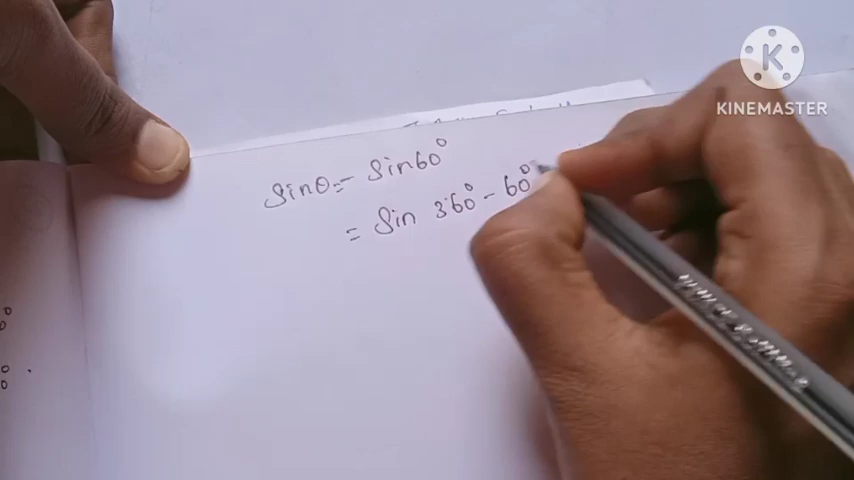 K
KINEMASTER
sinθ = - sin60°
= sin 360° - 60°